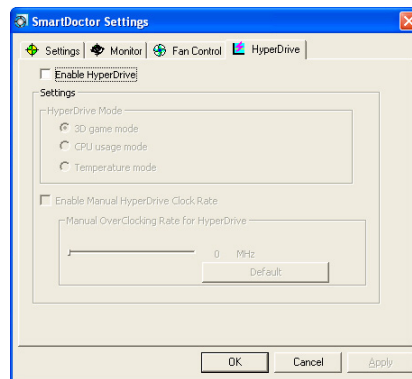 SmartDoctor Settings
Settings Monitor Fan Control HyperDrive
Enable HyperDrive
Settings
HyperDrive Mode
3D game mode
CPU usage mode
Temperature mode
Enable Manual HyperDrive Clock Rate
Manual OverClocking Rate for HyperDrive
0 MHz
Default
OK Cancel Apply